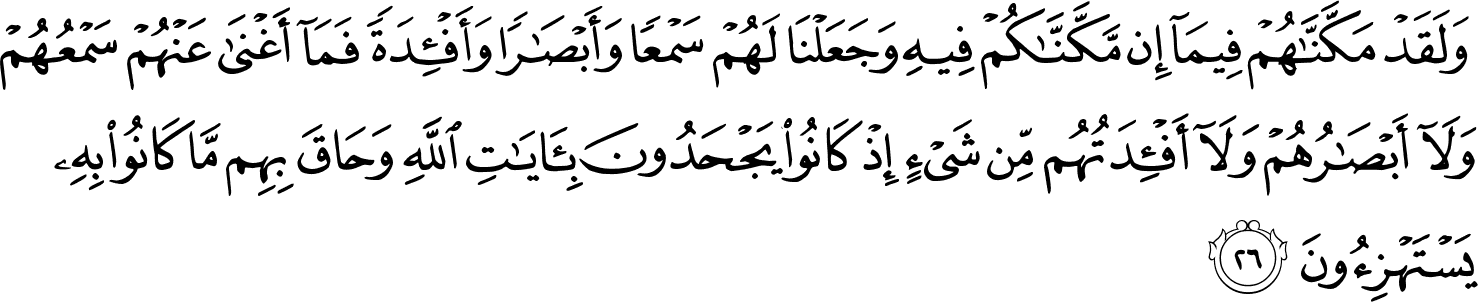 وَلَقَدْ مَكَّنَّـٰهُمْ فِيمَآ إِن مَّكَّنَّـٰكُمْ فِيهِ وَجَعَلْنَا لَهُمْ سَمْعًا وَأَبْصَـٰرًا وَأَفْـِٔدَةً فَمَآ أَغْنَىٰ عَنْهُمْ سَمْعُهُمْ
وَلَآ أَبْصَـٰرُهُمْ وَلَآ أَفْـِٔدَتُهُم مِّن شَىْءٍ إِذْ كَانُوا۟ يَجْحَدُونَ بِـَٔايَـٰتِ ٱللَّهِ وَحَاقَ بِهِم مَّا كَانُوا۟ بِهِۦ
يَسْتَهْزِءُونَ ٢٦